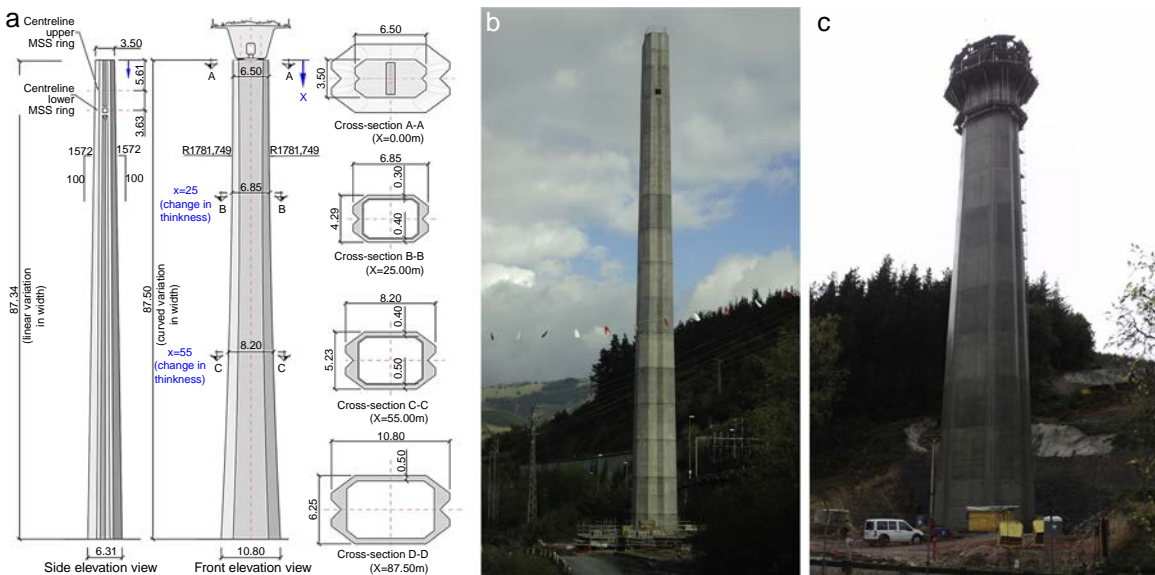 a
Centreline
upper
MSS ring
3.50
5.61
Centreline
lower
MSS ring
3.63
1572
1572
100
100
87.34
(linear variation
in width)
6.31
Side elevation view
A
A
6.50
X
R1781,749
R1781,749
x=25
(change in
thinkness)
6.85
B
B
87.50
(curved variation
in width)
x=55
(change in
thinkness)
8.20
C
C
10.80
Front elevation view
6.50
3.50
Cross-section A-A
(X=0.00m)
6.85
0.30
4.29
0.40
Cross-section B-B
(X=25.00m)
8.20
0.40
5.23
0.50
Cross-section C-C
(X=55.00m)
10.80
0.50
6.25
Cross-section D-D
(X=87.50m)
b
c